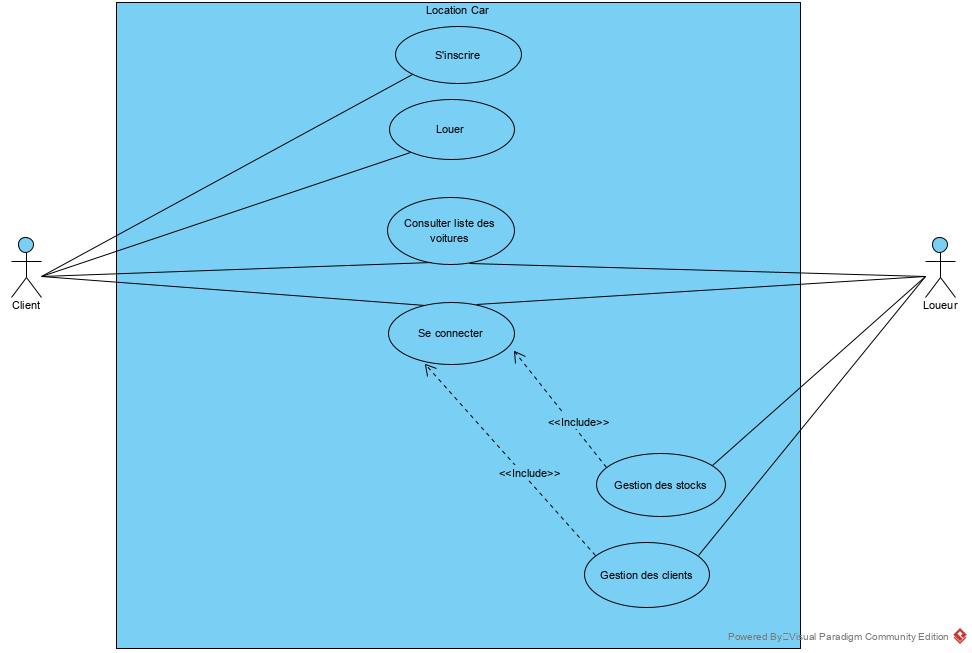 Location Car
S'inscrire
Louer
Consulter liste des
voitures
Client
Loueur
Se connecter
<<Include>>
<<Include>>
Gestion des stocks
Gestion des clients
Powered By Visual Paradigm Community Edition